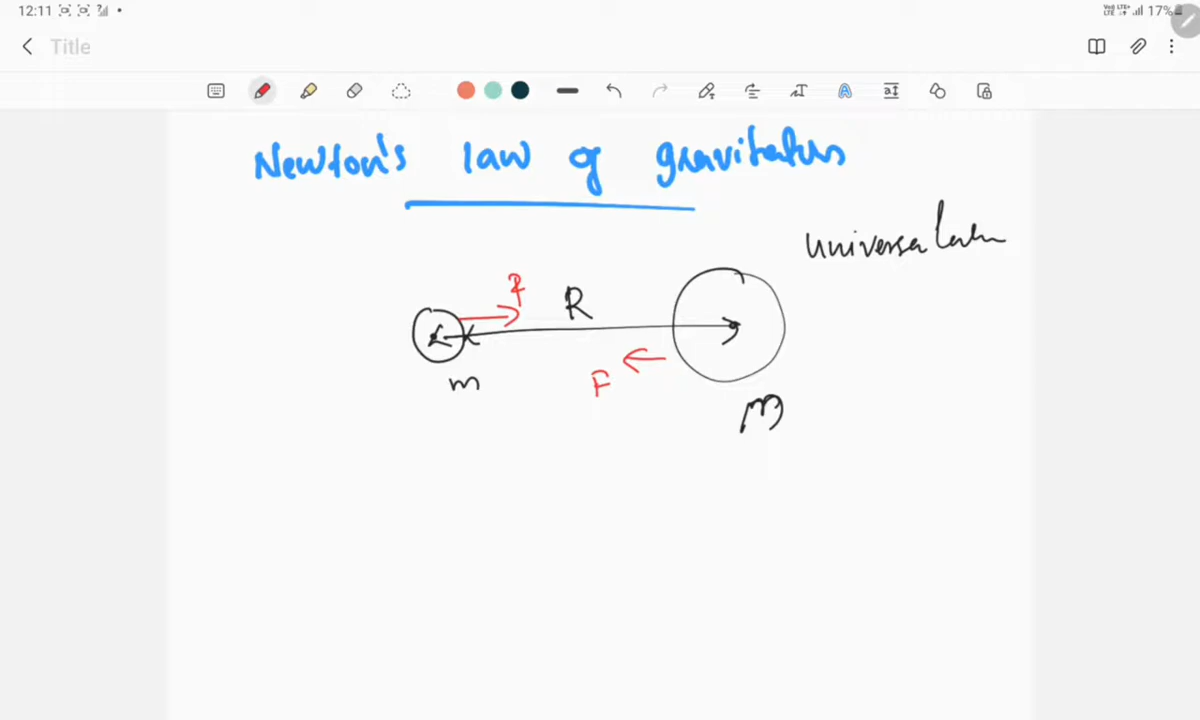 12:11
17%
Title
Newton's law of gravitation
universal law
F
R
F
m
M